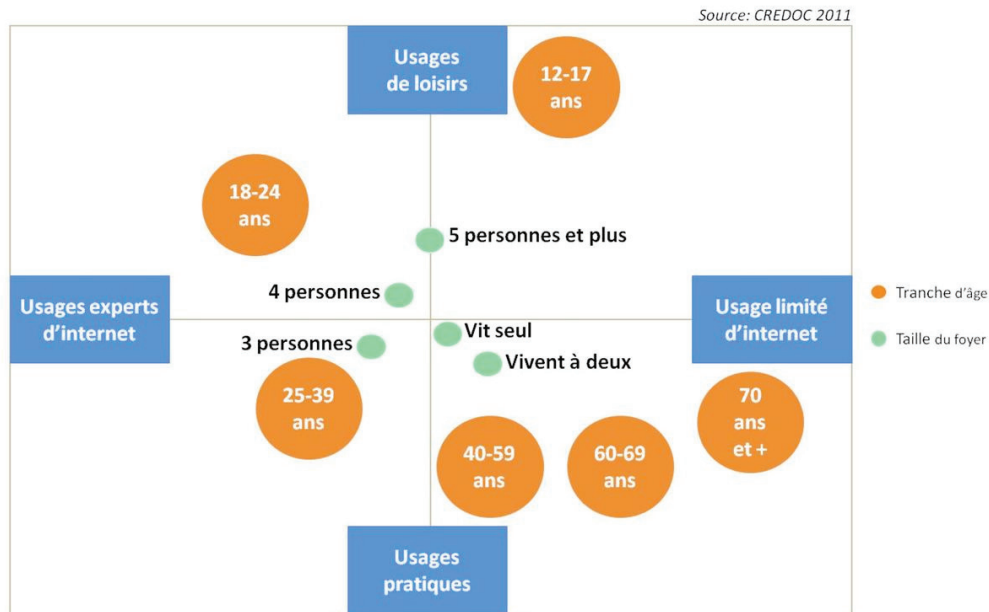 Source: CREDOC 2011
Usages
de loisirs
12-17
ans
18-24
ans
5 personnes et plus
4 personnes
Usages experts
d'internet
Usage limité
d'internet
Tranche d'âge
Vit seul
Taille du foyer
3 personnes
Vivent à deux
25-39
ans
70
ans
et +
40-59
ans
60-69
ans
Usages
pratiques